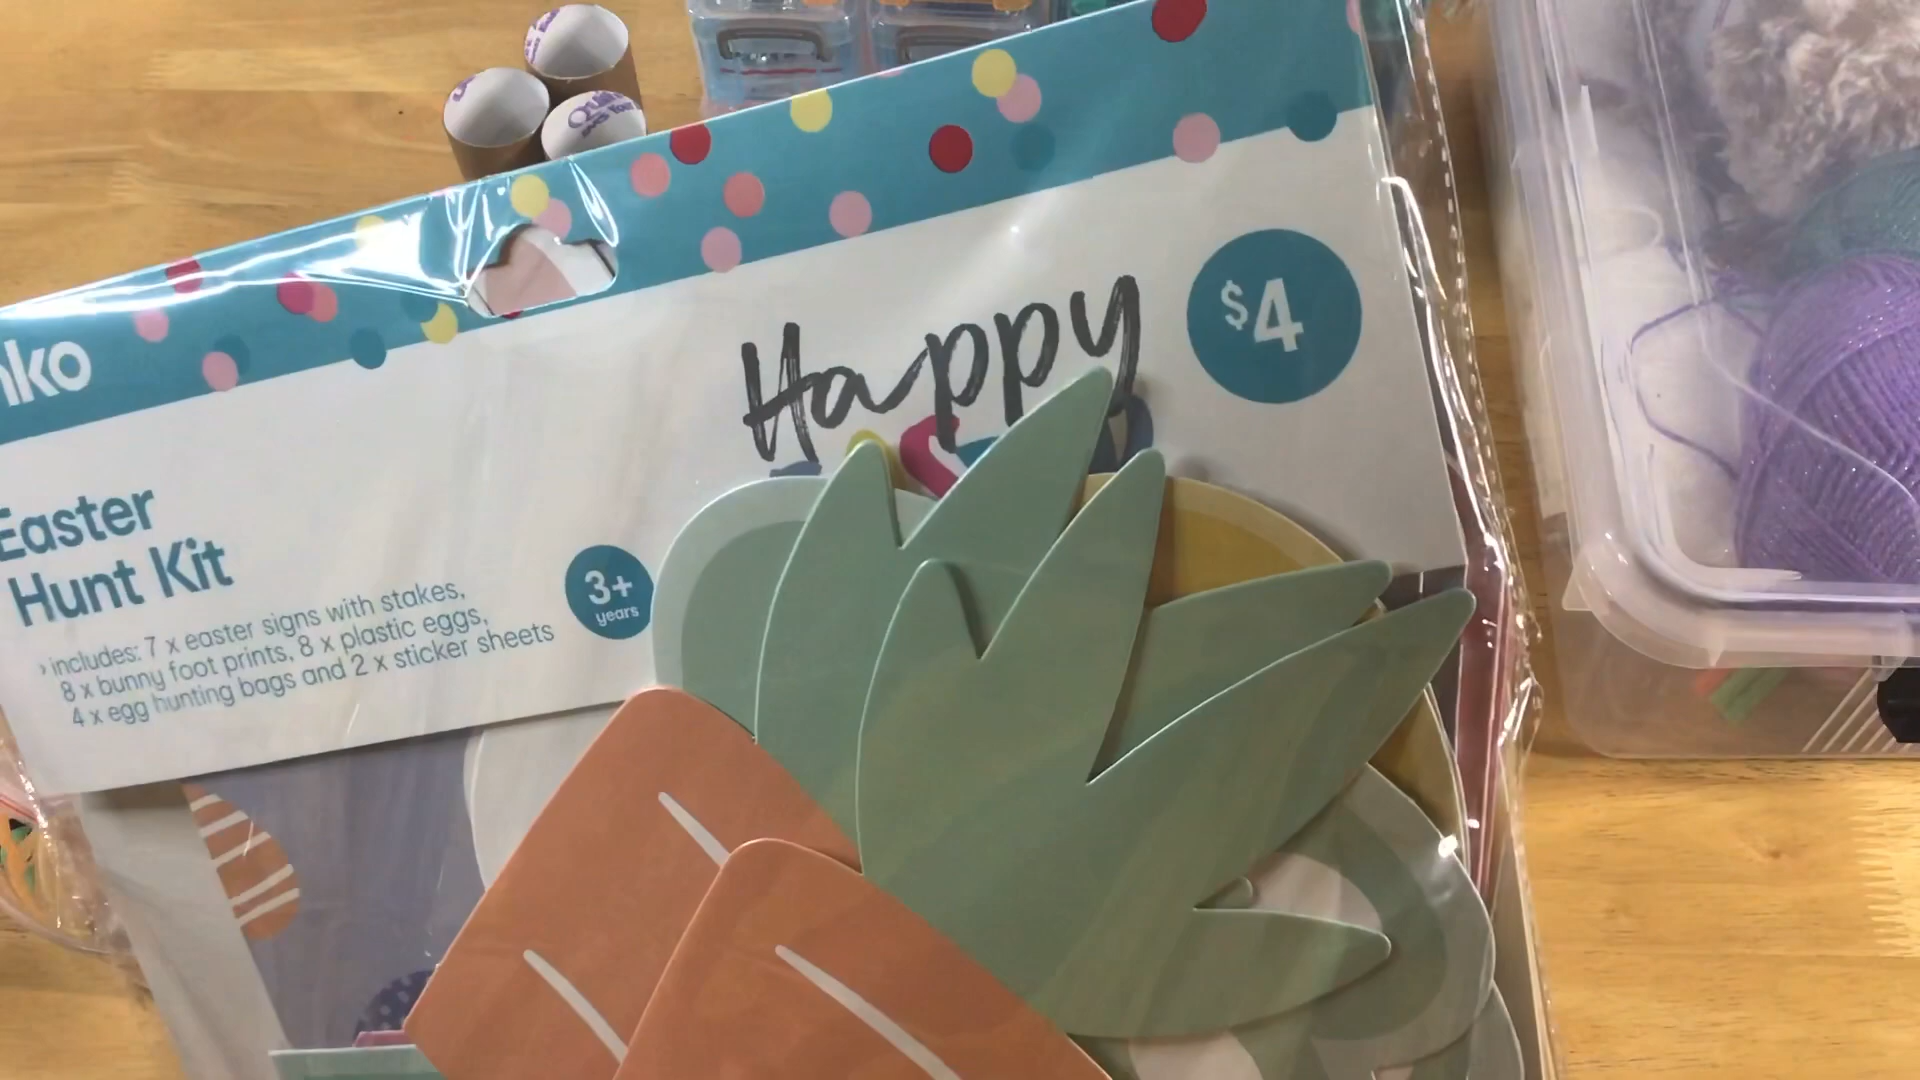 nko
Happy
$4
Easter
Hunt Kit
3+
years
› includes: 7 x easter signs with stakes,
8 x bunny foot prints, 8 x plastic eggs,
4 x egg hunting bags and 2 x sticker sheets